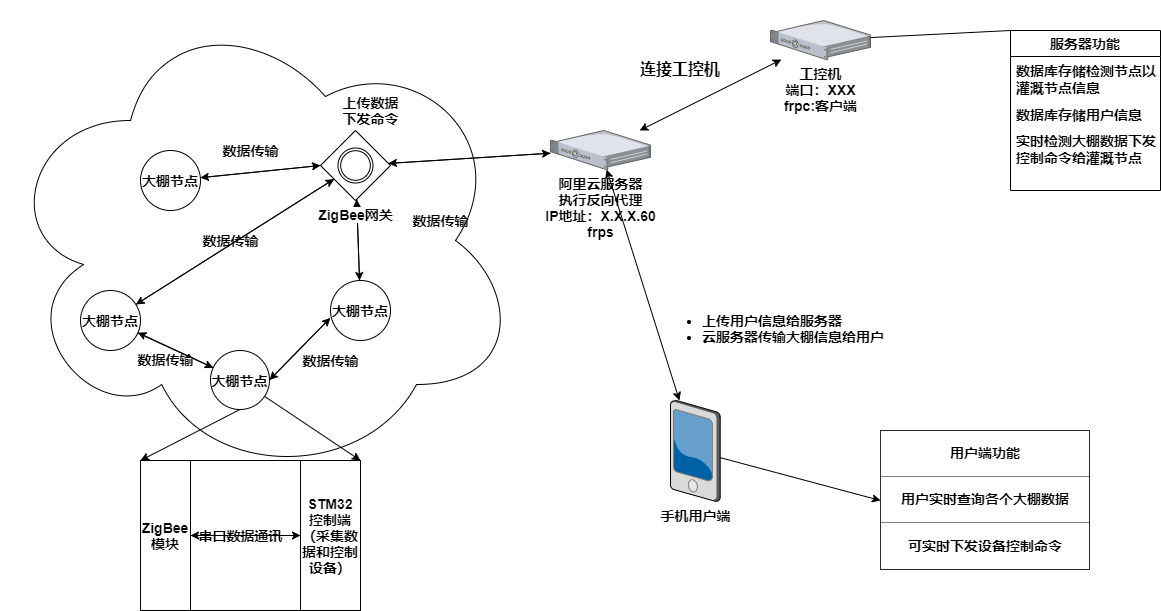 上传数据
下发命令
数据传输
大棚节点
ZigBee网关
数据传输
数据传输
大棚节点
大棚节点
数据传输
数据传输
大棚节点
ZigBee
模块
串口数据通讯
STM32
控制端
（采集数
据和控制
设备）
连接工控机
工控机
端口：XXX
frpc:客户端
阿里云服务器
执行反向代理
IP地址：X.X.X.60
frps
服务器功能
数据库存储检测节点以
灌溉节点信息
数据库存储用户信息
实时检测大棚数据下发
控制命令给灌溉节点
• 上传用户信息给服务器
• 云服务器传输大棚信息给用户
手机用户端
用户端功能
用户实时查询各个大棚数据
可实时下发设备控制命令